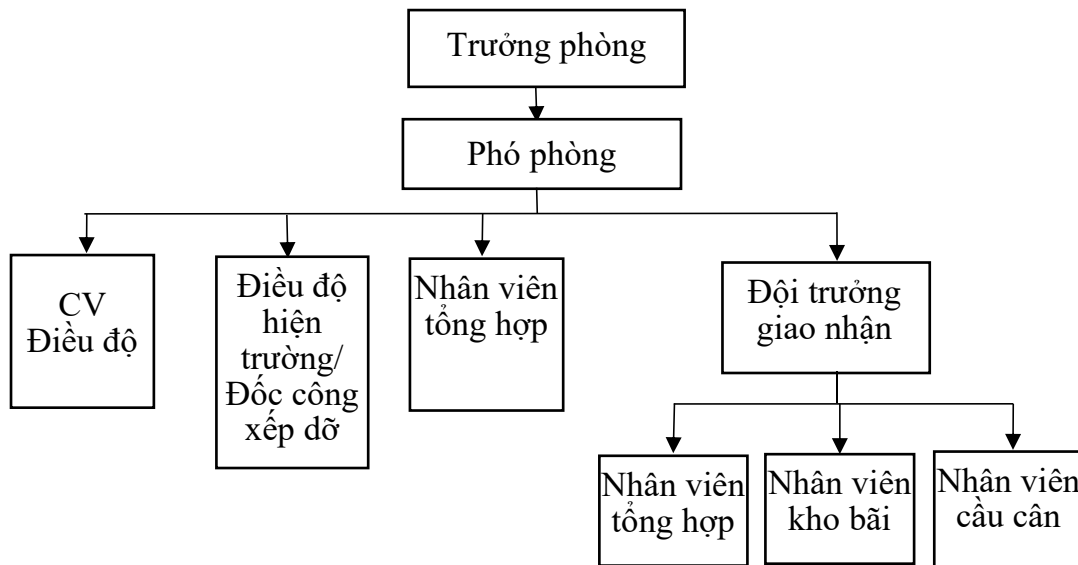 Trưởng phòng
Phó phòng
CV
Điều độ
Điều độ
hiện
trường/
Đốc công
xếp dỡ
Nhân viên
tổng hợp
Đội trưởng
giao nhận
Nhân viên
tổng hợp
Nhân viên
kho bãi
Nhân viên
cầu cân